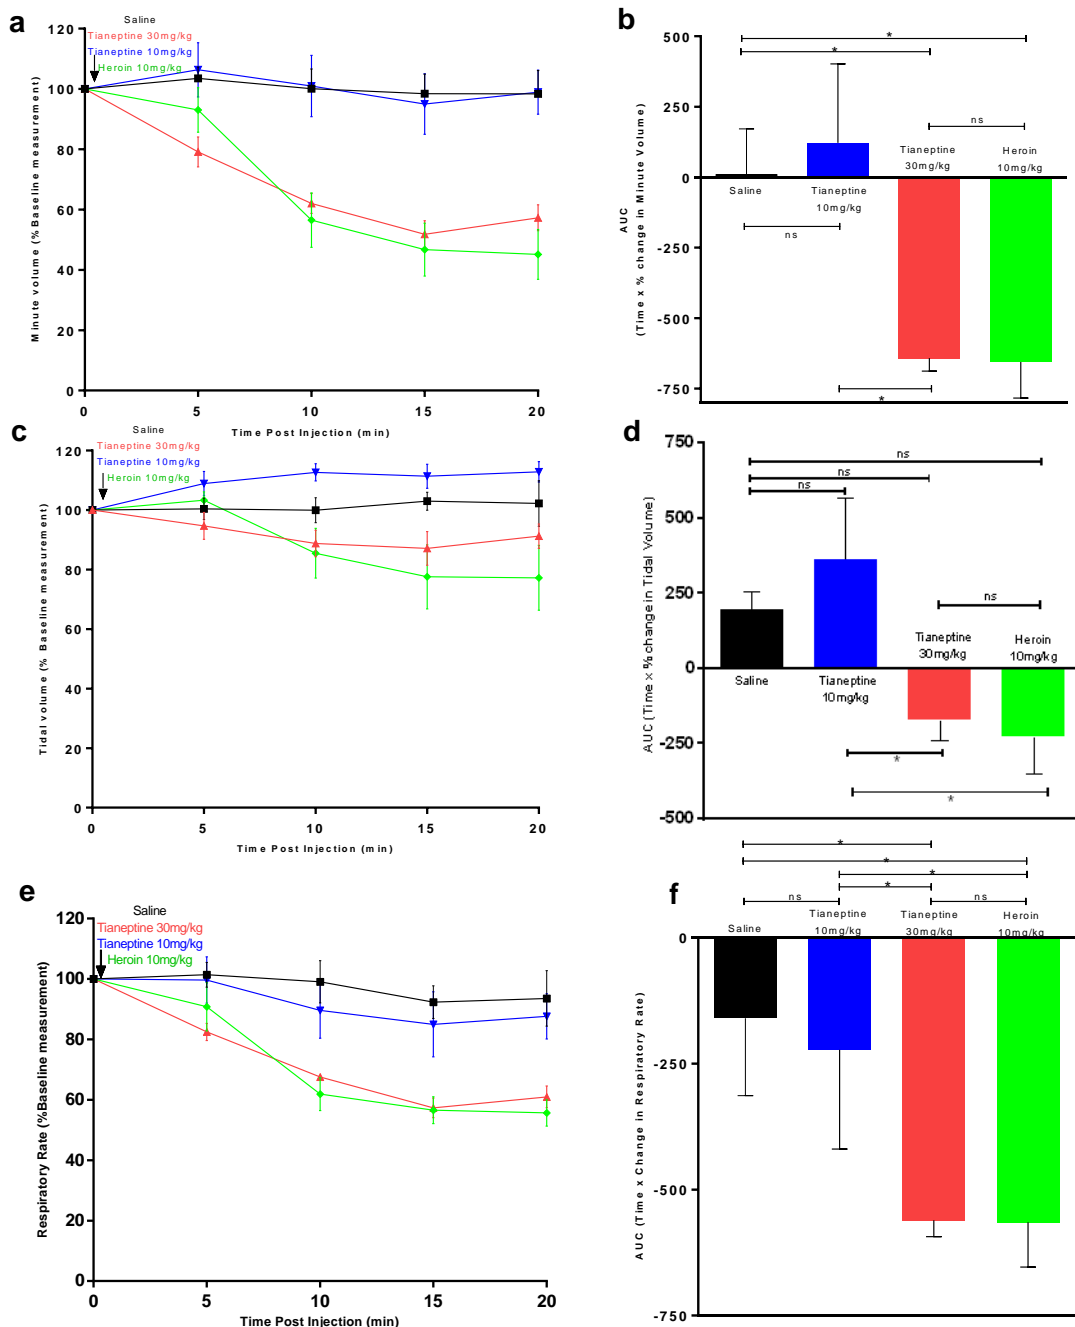 a
Saline
Tianeptine 30mg/kg
Tianeptine 10mg/kg
Heroin 10mg/kg
Minute volume (%Baseline measurement)
120
100
80
60
40
20
0
0 5 10 15 20
Time Post Injection (min)
b
AUC
(Time x % change in Minute Volume)
500
250
0
-250
-500
-750
*
*
ns
Tianeptine
30mg/kg
Heroin
10mg/kg
Saline
Tianeptine
10mg/kg
ns
*
c
Saline
Tianeptine 30mg/kg
Tianeptine 10mg/kg
Heroin 10mg/kg
Tidal volume (% Baseline measurement)
120
100
80
60
40
20
0
0 5 10 15 20
Time Post Injection (min)
d
AUC (Time × % change in Tidal Volume)
750
500
250
0
-250
-500
ns
ns
ns
ns
Tianeptine
30mg/kg
Heroin
10mg/kg
Saline
Tianeptine
10mg/kg
*
*
e
Saline
Tianeptine 30mg/kg
Tianeptine 10mg/kg
Heroin 10mg/kg
Respiratory Rate (%Baseline measurement)
120
100
80
60
40
20
0
0 5 10 15 20
Time Post Injection (min)
f
*
*
*
*
ns
ns
Saline
Tianeptine
10mg/kg
Tianeptine
30mg/kg
Heroin
10mg/kg
AUC (Time x Change in Respiratory Rate)
0
-250
-500
-750